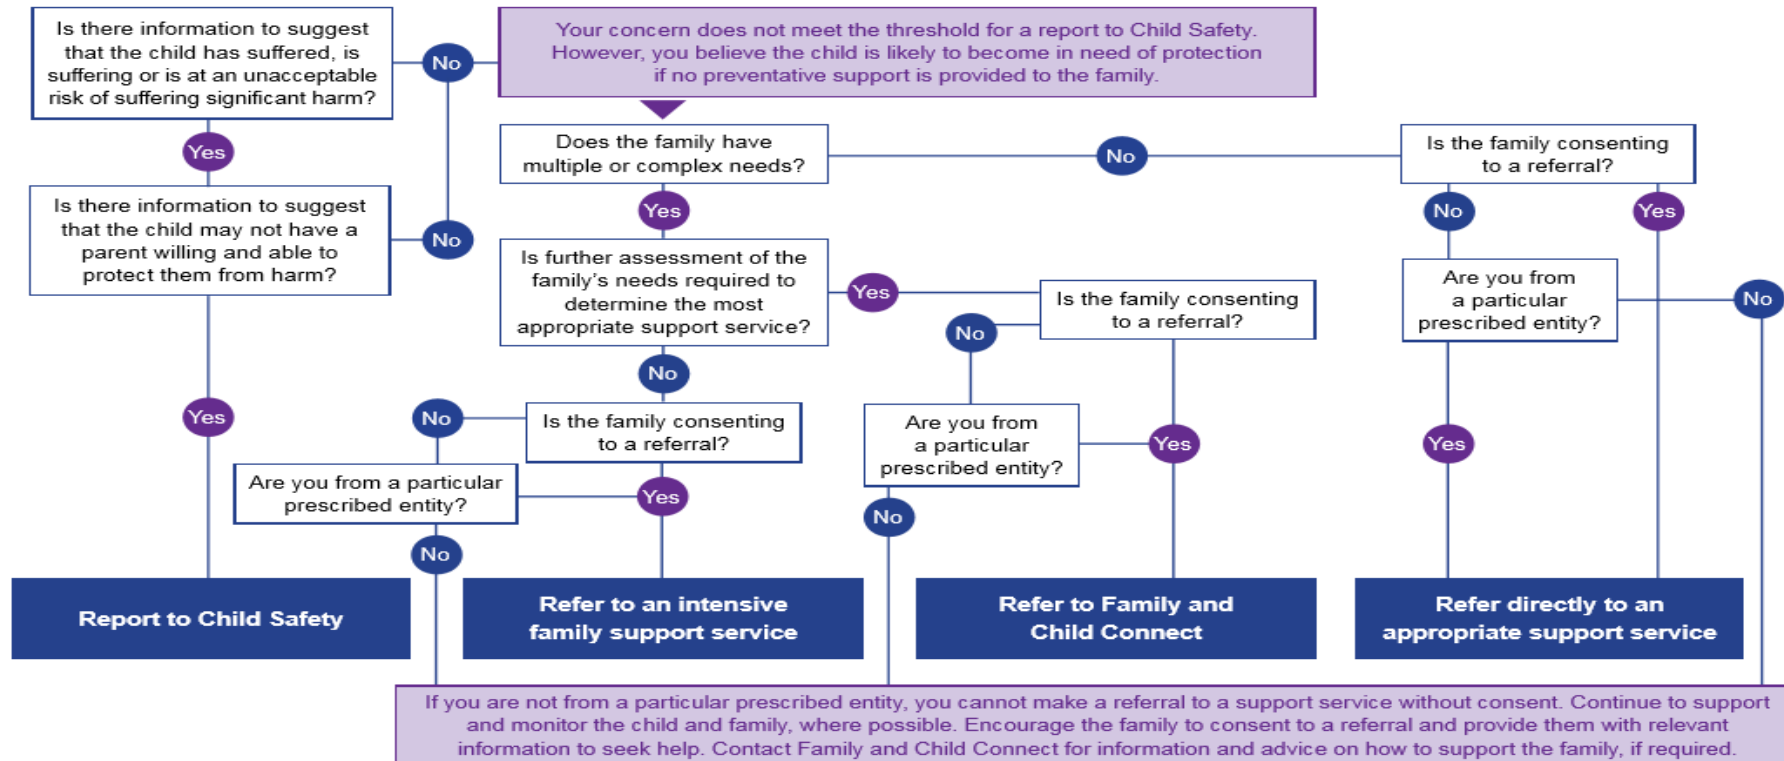 Is there information to suggest
that the child has suffered, is
suffering or is at an unacceptable
risk of suffering significant harm?
No
Your concern does not meet the threshold for a report to Child Safety.
However, you believe the child is likely to become in need of protection
if no preventative support is provided to the family.
Yes
Does the family have
multiple or complex needs?
No
Is the family consenting
to a referral?
Is there information to suggest
that the child may not have a
parent willing and able to
protect them from harm?
No
Yes
No
Yes
Is further assessment of the
family's needs required to
determine the most
appropriate support service?
Yes
Is the family consenting
to a referral?
Are you from
a particular
prescribed entity?
No
No
No
Yes
No
Is the family consenting
to a referral?
Are you from
a particular
prescribed entity?
Yes
Yes
Are you from a particular
prescribed entity?
Yes
No
No
Report to Child Safety
Refer to an intensive
family support service
Refer to Family and
Child Connect
Refer directly to an
appropriate support service
If you are not from a particular prescribed entity, you cannot make a referral to a support service without consent. Continue to support
and monitor the child and family, where possible. Encourage the family to consent to a referral and provide them with relevant
information to seek help. Contact Family and Child Connect for information and advice on how to support the family, if required.